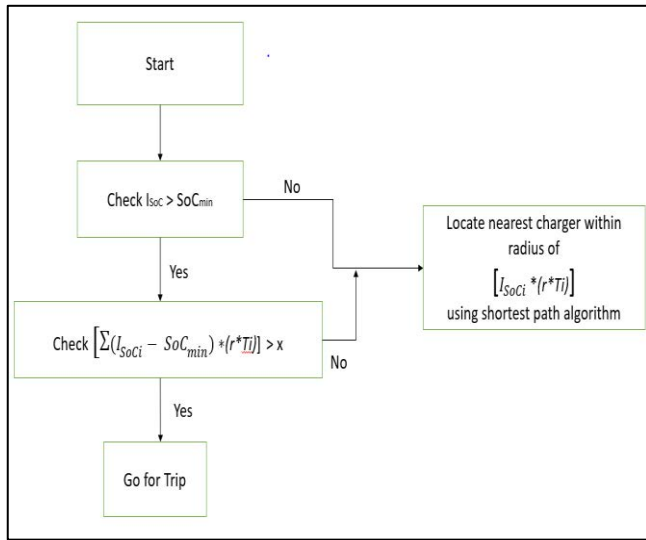 Start
Check I_SoC > SoC_min
No
Locate nearest charger within
radius of
[I_SoCi *(r*Ti)]
using shortest path algorithm
Yes
Check [∑(I_SoCi − SoC_min) *(r*Ti)] > x
No
Yes
Go for Trip